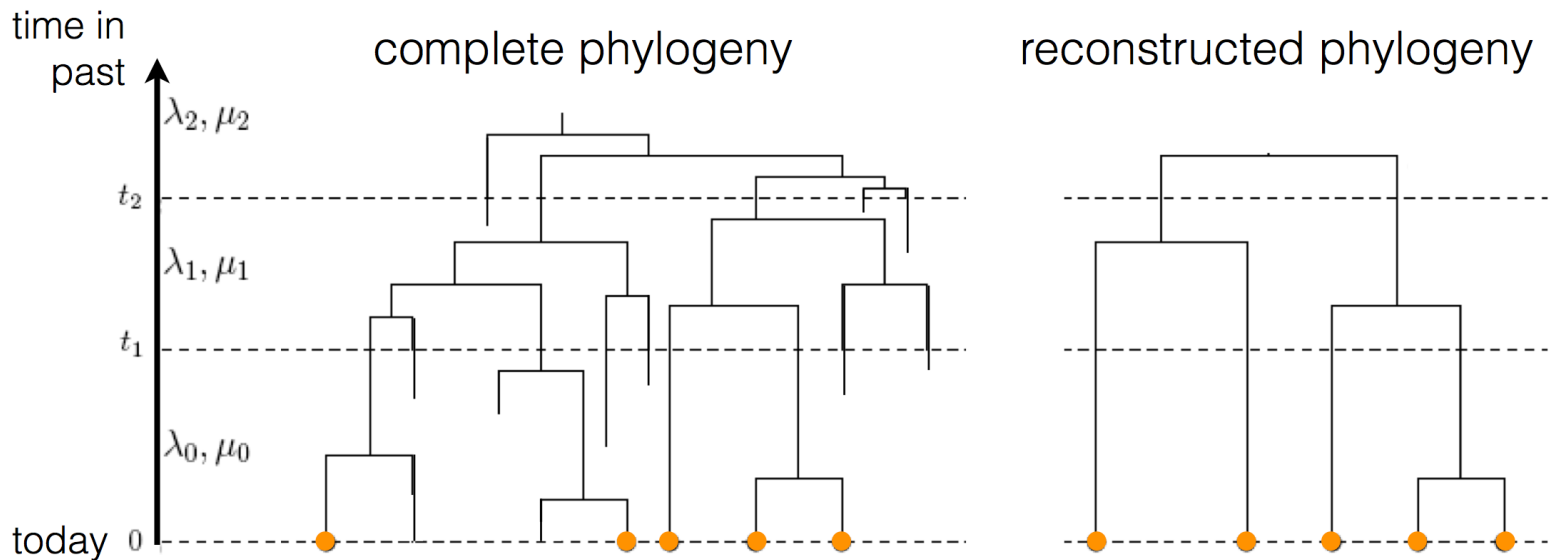 time in
past
complete phylogeny
reconstructed phylogeny
λ₂, μ₂
t₂
λ₁, μ₁
t₁
λ₀, μ₀
today 0